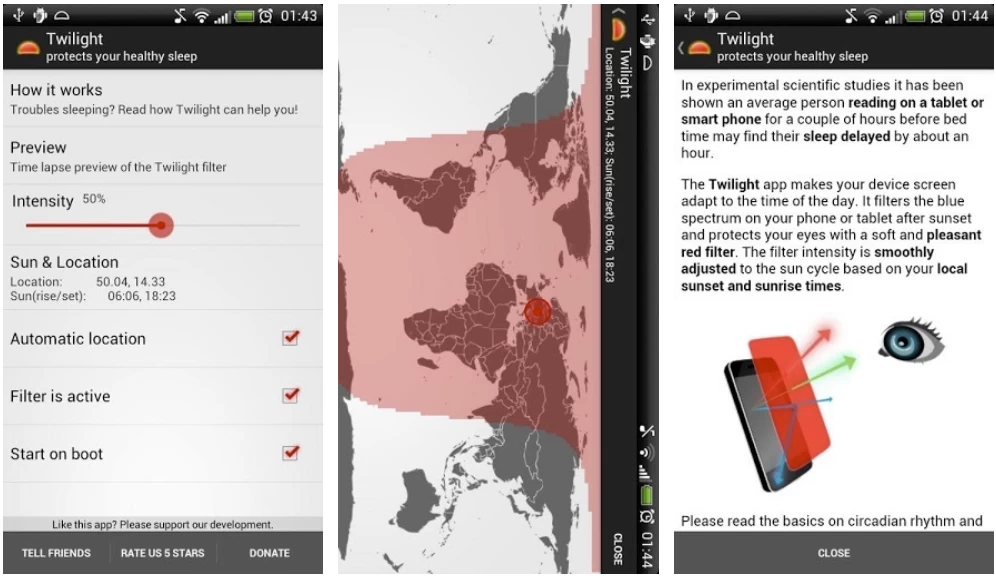 01:43
Twilight
protects your healthy sleep
How it works
Troubles sleeping? Read how Twilight can help you!
Preview
Time lapse preview of the Twilight filter
Intensity 50%
Sun & Location
Location: 50.04, 14.33
Sun(rise/set): 06:06, 18:23
Automatic location
Filter is active
Start on boot
Like this app? Please support our development.
TELL FRIENDS RATE US 5 STARS DONATE
01:44
Twilight
Location: 50.04, 14.33; Sun(rise/set): 06:06, 18:23
CLOSE
01:44
Twilight
protects your healthy sleep
In experimental scientific studies it has been
shown an average person reading on a tablet or
smart phone for a couple of hours before bed
time may find their sleep delayed by about an
hour.
The Twilight app makes your device screen
adapt to the time of the day. It filters the blue
spectrum on your phone or tablet after sunset
and protects your eyes with a soft and pleasant
red filter. The filter intensity is smoothly
adjusted to the sun cycle based on your local
sunset and sunrise times.
Please read the basics on circadian rhythm and
CLOSE